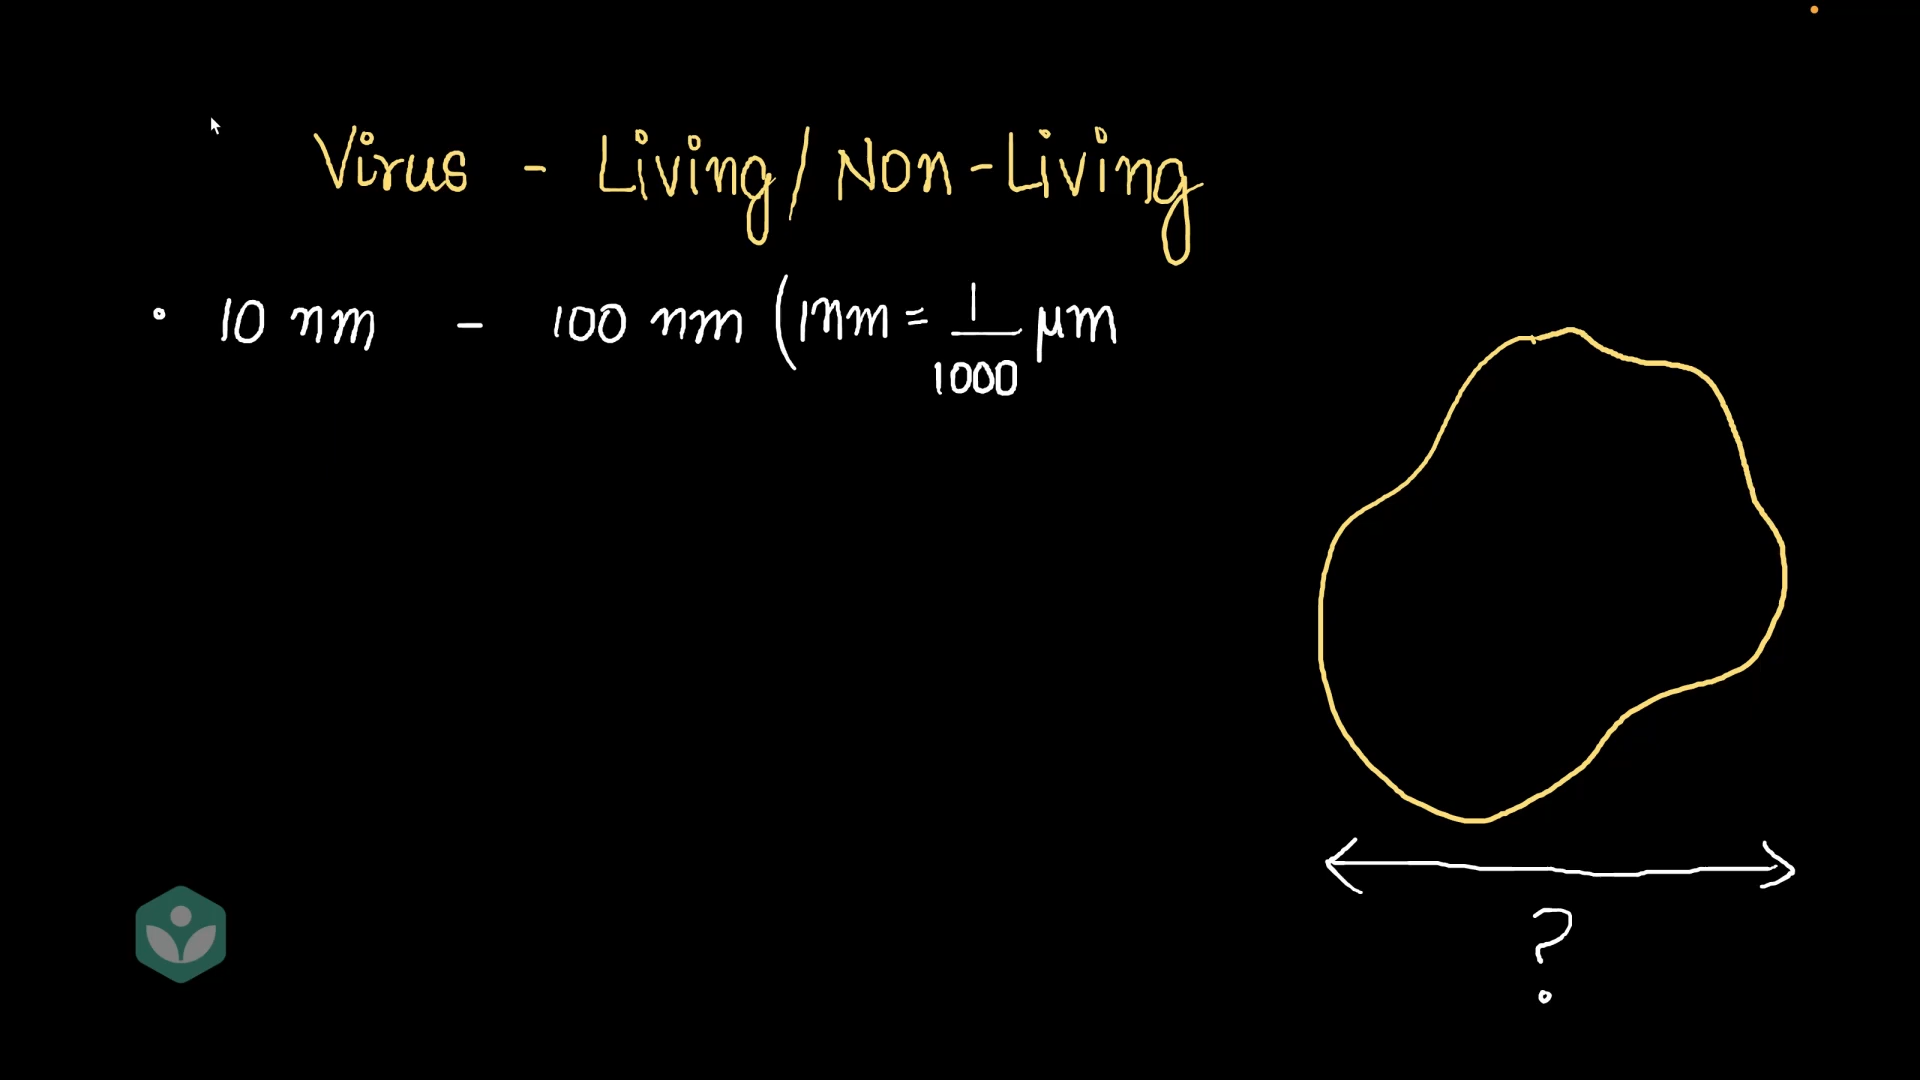 Virus - Living/Non-Living
• 10 nm - 100 nm (1nm = 1/1000 μm
?